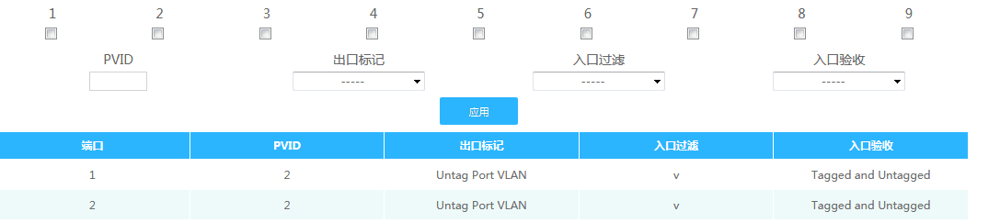 1 2 3 4 5 6 7 8 9
PVID 出口标记 入口过滤 入口验收
----- ----- -----
应用
端口 PVID 出口标记 入口过滤 入口验收
1 2 Untag Port VLAN v Tagged and Untagged
2 2 Untag Port VLAN v Tagged and Untagged